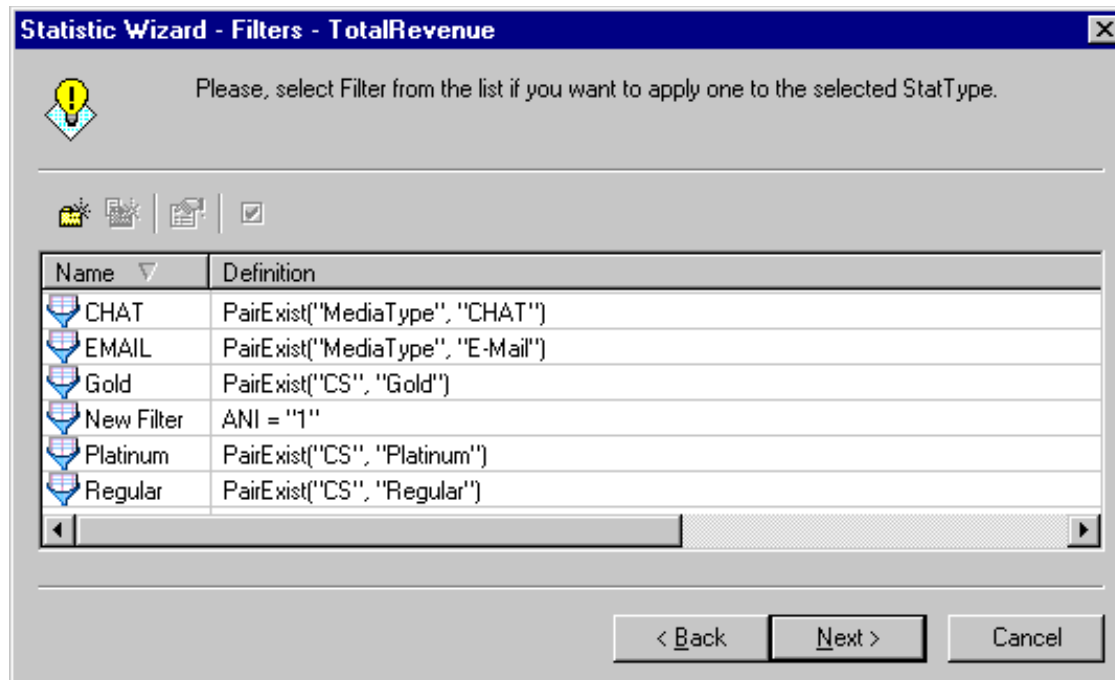 Statistic Wizard - Filters - TotalRevenue
Please, select Filter from the list if you want to apply one to the selected StatType.
Name Definition
CHAT PairExist("MediaType", "CHAT")
EMAIL PairExist("MediaType", "E-Mail")
Gold PairExist("CS", "Gold")
New Filter ANI = "1"
Platinum PairExist("CS", "Platinum")
Regular PairExist("CS", "Regular")
< Back Next > Cancel